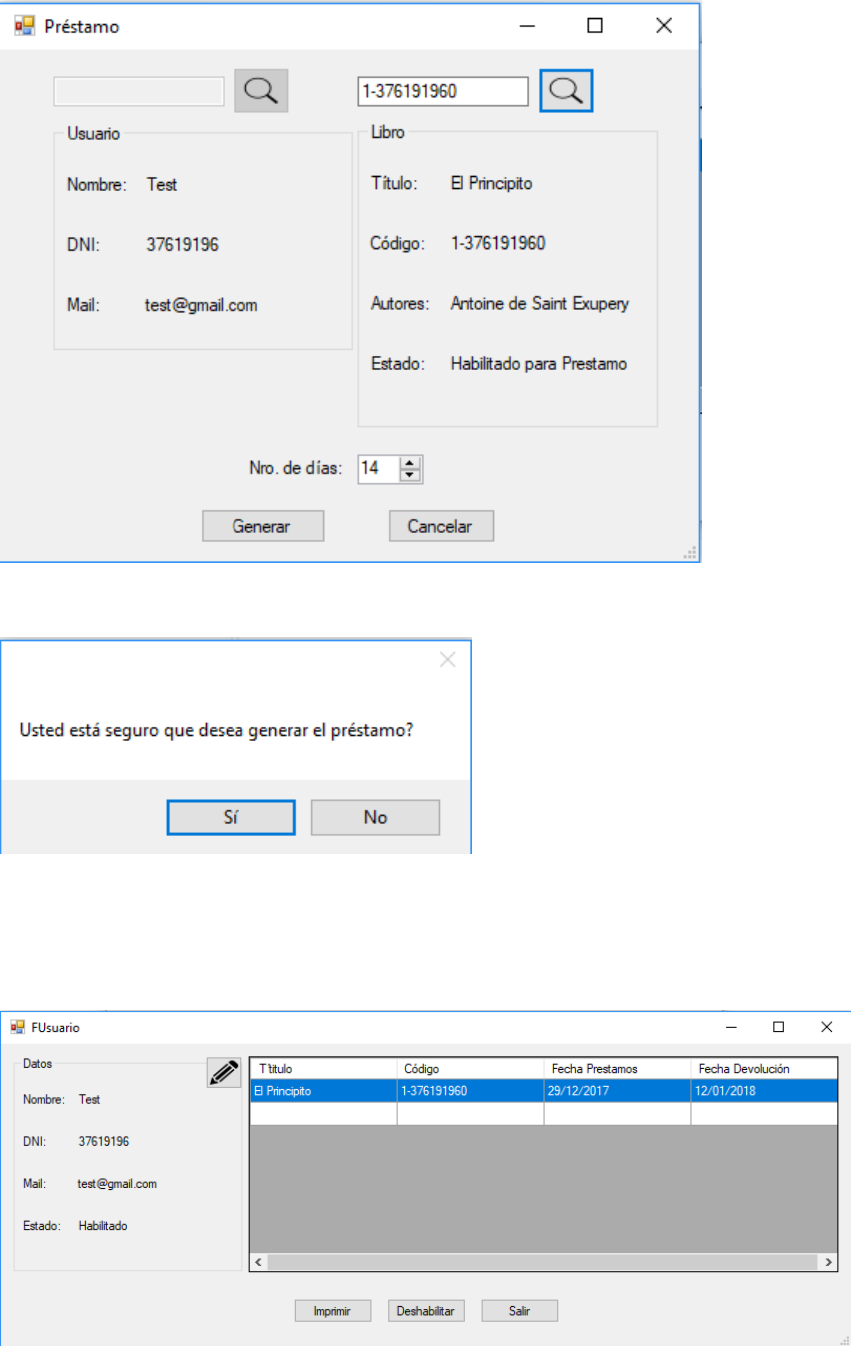 Préstamo
1-376191960
Usuario
Libro
Nombre: Test
Título: El Principito
DNI: 37619196
Código: 1-376191960
Mail: test@gmail.com
Autores: Antoine de Saint Exupery
Estado: Habilitado para Prestamo
Nro. de días: 14
Generar Cancelar
Usted está seguro que desea generar el préstamo?
Sí No
FUsuario
Datos
Nombre: Test
DNI: 37619196
Mail: test@gmail.com
Estado: Habilitado
T'titulo Código Fecha Prestamos Fecha Devolución
El Principito 1-376191960 29/12/2017 12/01/2018
Imprimir Deshabilitar Salir